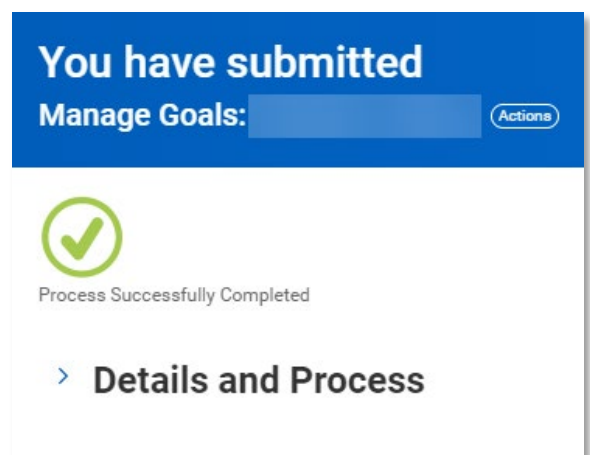 You have submitted
Manage Goals:
Actions
Process Successfully Completed
Details and Process